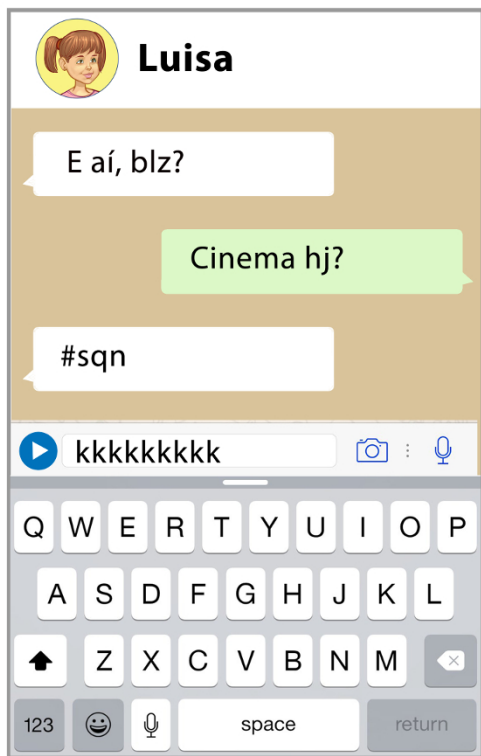 Luisa
E aí, blz?
Cinema hj?
#sqn
kkkkkkkkk
Q W E R T Y U I O P
A S D F G H J K L
Z X C V B N M
123 space return